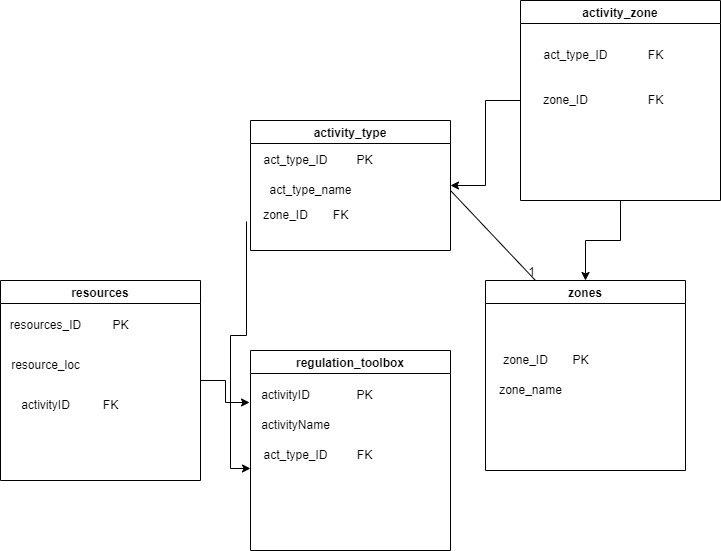 activity_zone
act_type_ID FK
zone_ID FK
activity_type
act_type_ID PK
act_type_name
zone_ID FK
1
zones
zone_ID PK
zone_name
resources
resources_ID PK
resource_loc
activityID FK
regulation_toolbox
activityID PK
activityName
act_type_ID FK